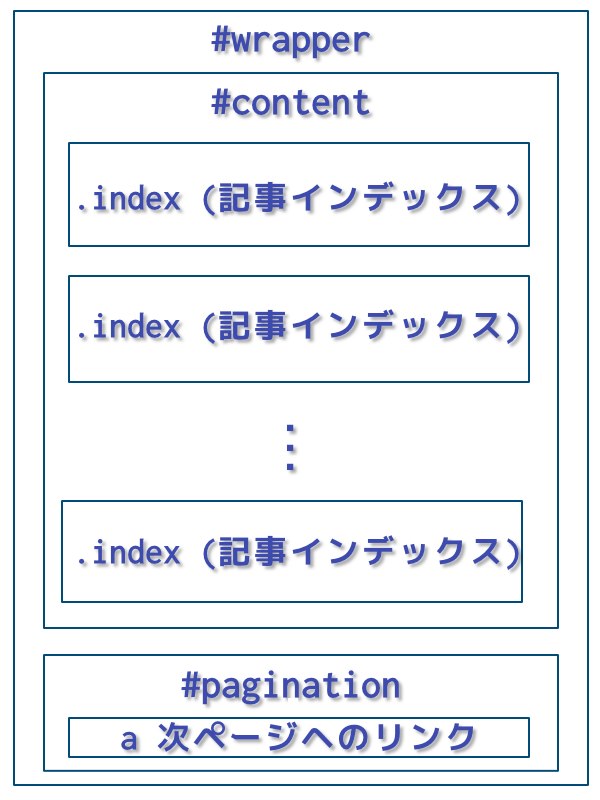 #wrapper
#content
.index (記事インデックス)
.index (記事インデックス)
⋮
.index (記事インデックス)
#pagination
a 次ページへのリンク